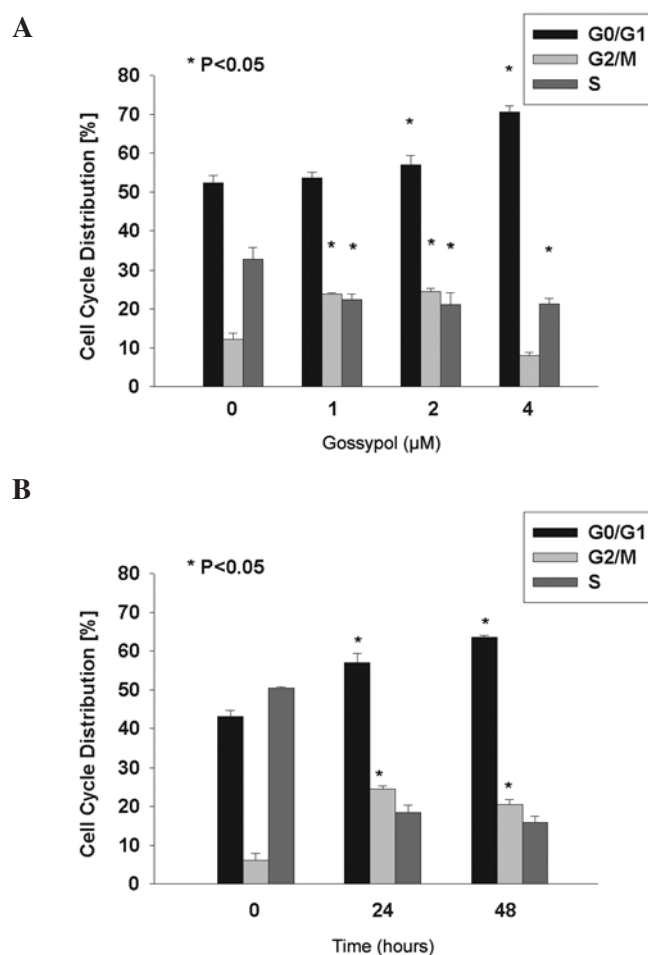 A
G0/G1
G2/M
S
* P<0.05
80
70
60
50
40
30
20
10
0
Cell Cycle Distribution [%]
*
*
* *
* *
*
0 1 2 4
Gossypol (µM)
B
G0/G1
G2/M
S
* P<0.05
80
70
60
50
40
30
20
10
0
Cell Cycle Distribution [%]
*
*
*
*
0 24 48
Time (hours)